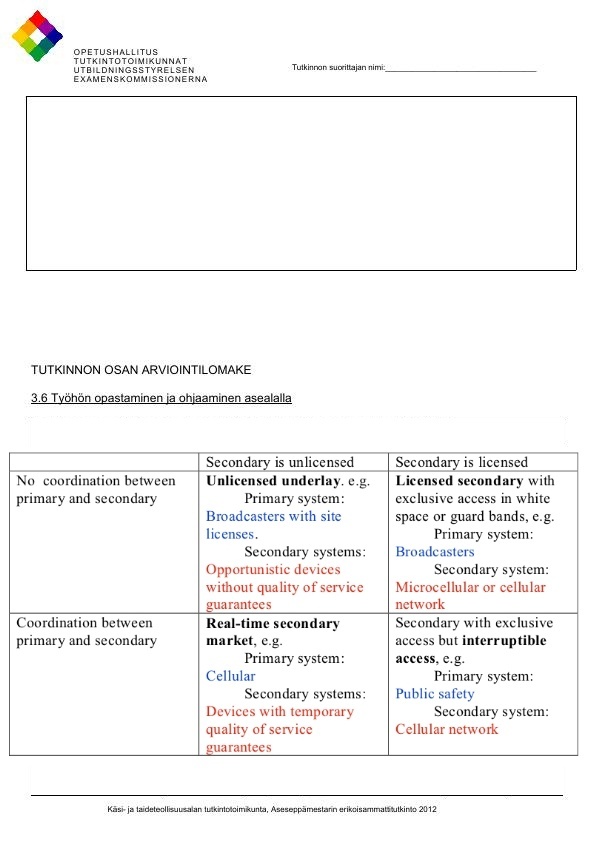 OPETUSHALLITUS
TUTKINTOTOIMIKUNNAT
UTBILDNINGSSTYRELSEN
EXAMENSKOMMISSIONERNA
Tutkinnon suorittajan nimi:__________________________________
TUTKINNON OSAN ARVIOINTILOMAKE
3.6 Työhön opastaminen ja ohjaaminen asealalla
Secondary is unlicensed
Secondary is licensed
No coordination between
primary and secondary
Unlicensed underlay. e.g.
Primary system:
Broadcasters with site
licenses.
Secondary systems:
Opportunistic devices
without quality of service
guarantees
Licensed secondary with
exclusive access in white
space or guard bands, e.g.
Primary system:
Broadcasters
Secondary system:
Microcellular or cellular
network
Coordination between
primary and secondary
Real-time secondary
market, e.g.
Primary system:
Cellular
Secondary systems:
Devices with temporary
quality of service
guarantees
Secondary with exclusive
access but interruptible
access, e.g.
Primary system:
Public safety
Secondary system:
Cellular network
Käsi- ja taideteollisuusalan tutkintotoimikunta, Aseseppämestarin erikoisammattitutkinto 2012